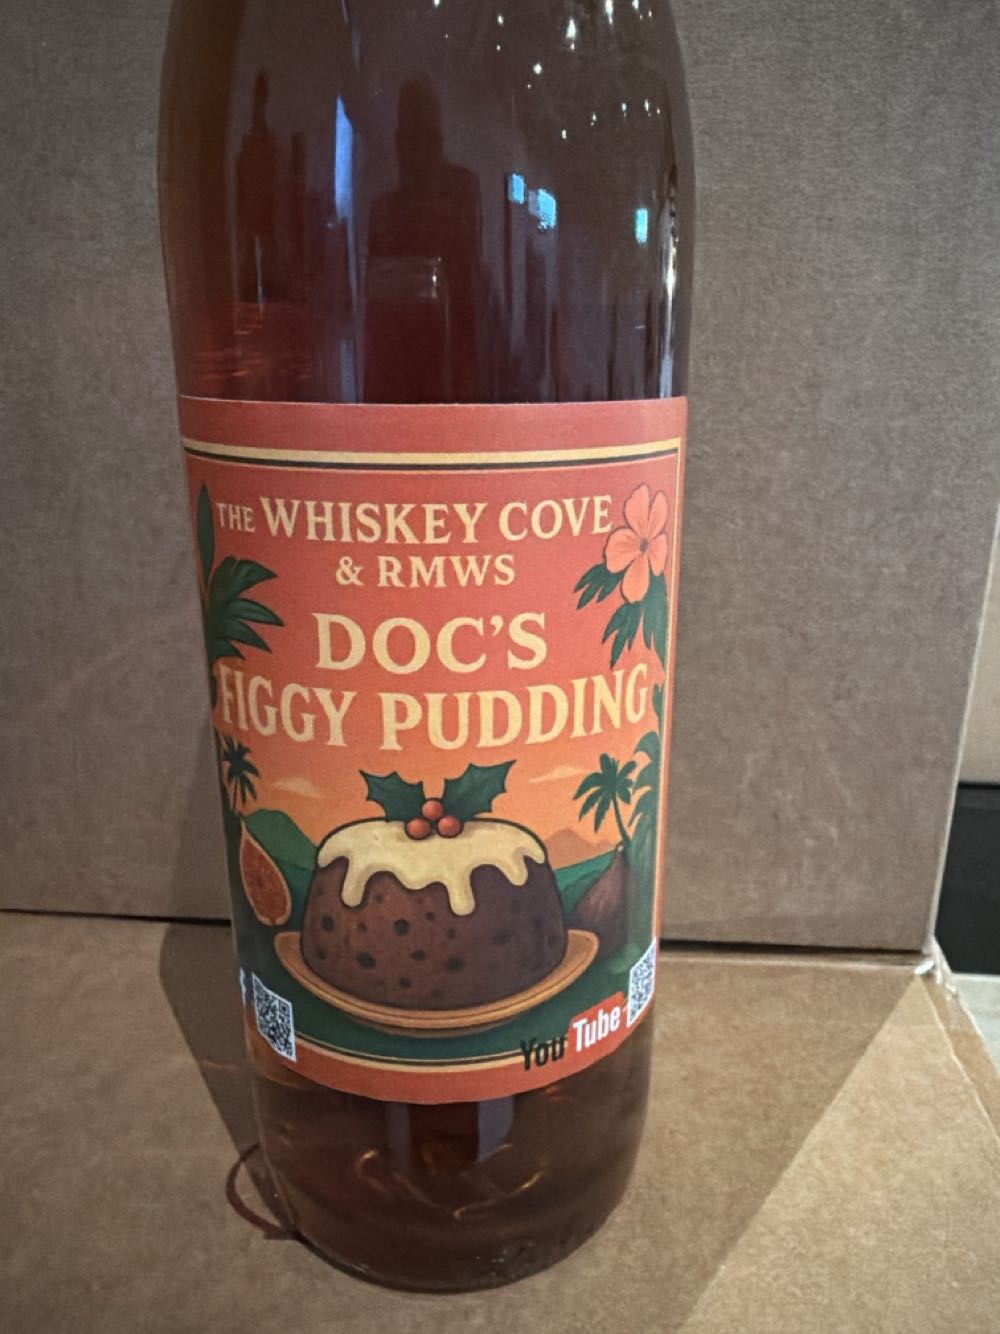 THE WHISKEY COVE
& RMWS
DOC'S
FIGGY PUDDING
YouTube